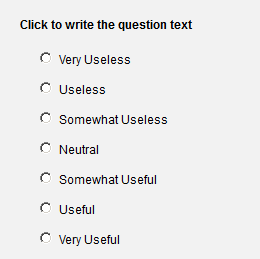 Click to write the question text
Very Useless
Useless
Somewhat Useless
Neutral
Somewhat Useful
Useful
Very Useful